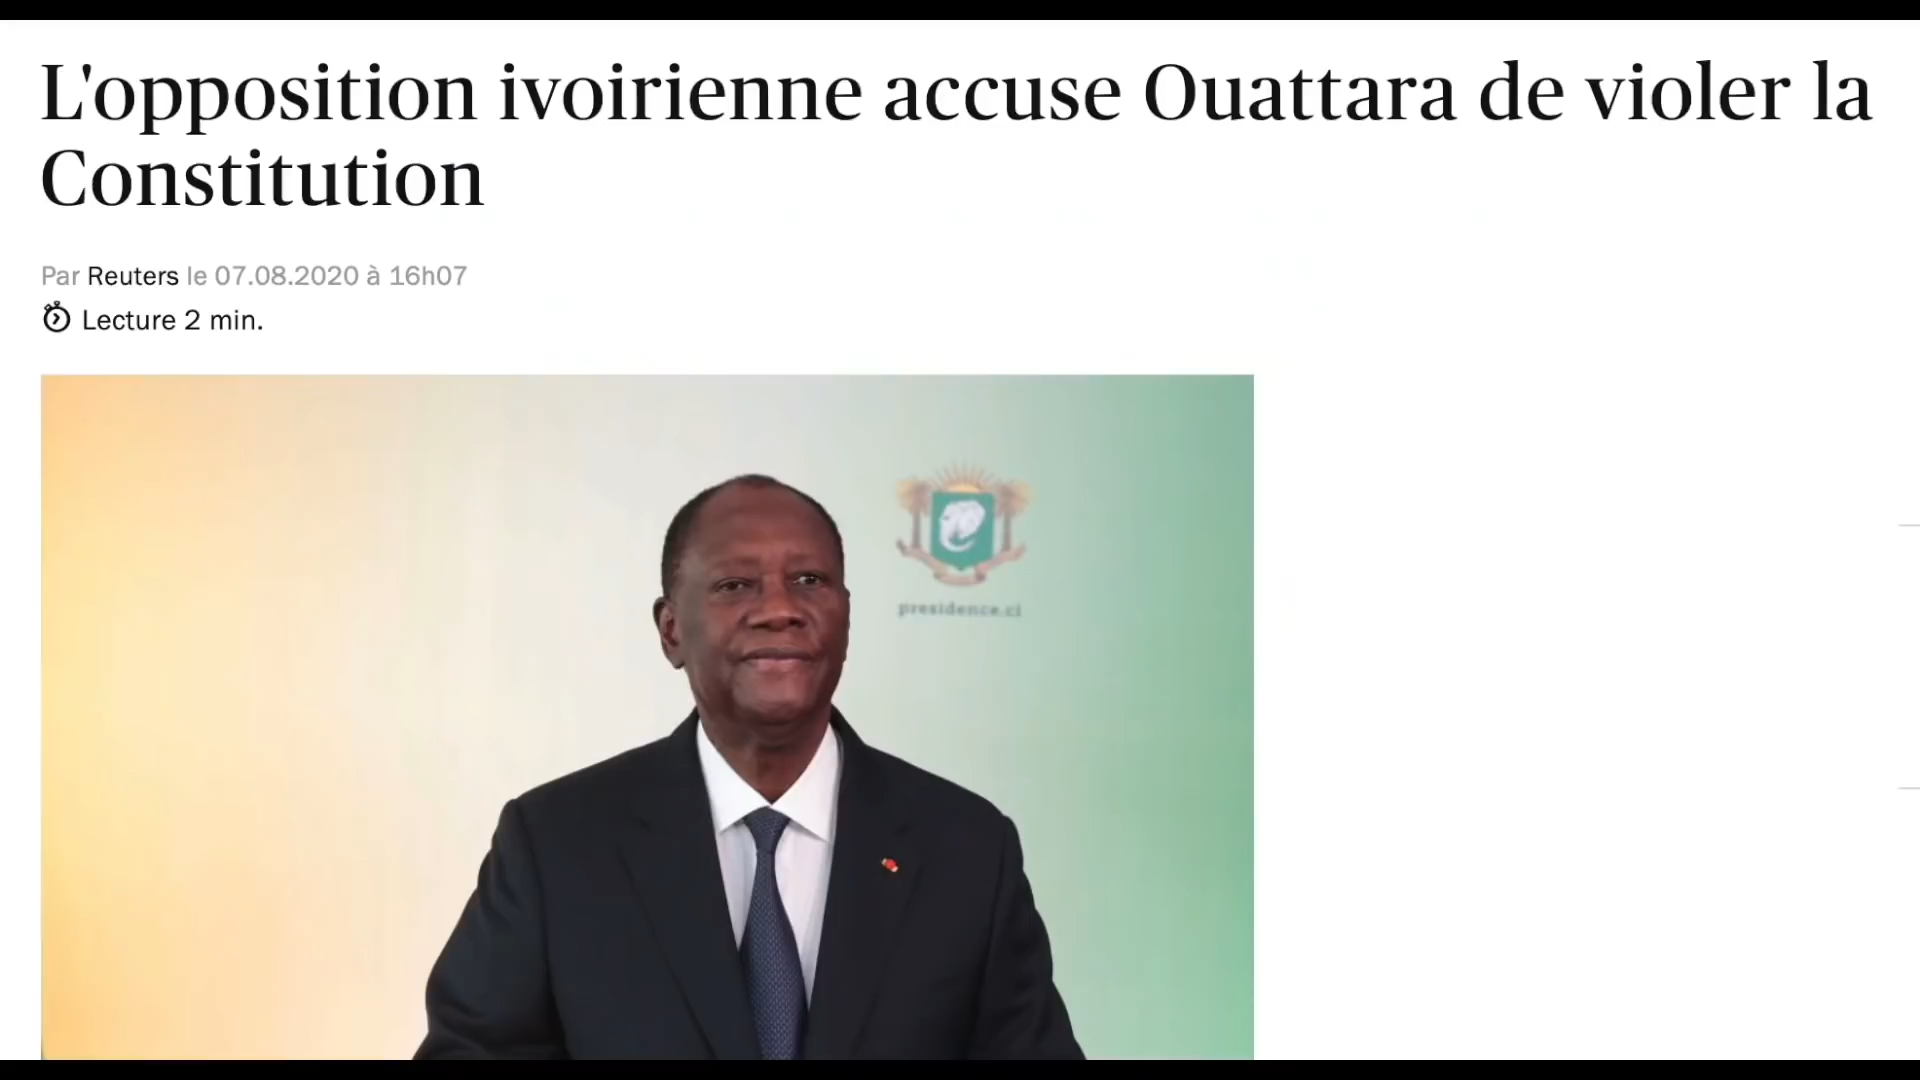 L'opposition ivoirienne accuse Ouattara de violer la
Constitution
Par Reuters le 07.08.2020 à 16h07
Lecture 2 min.
presidence.ci